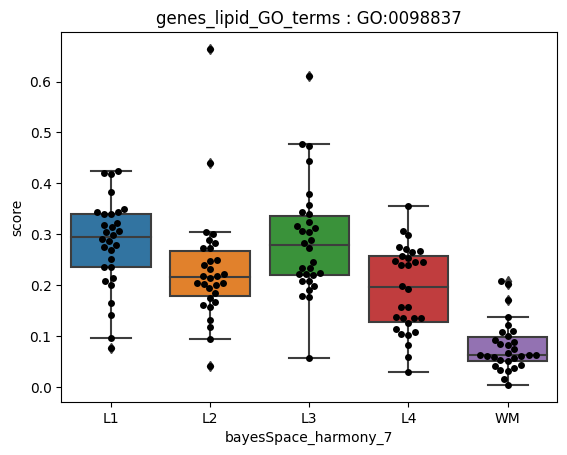 genes_lipid_GO_terms : GO:0098837
score
0.6
0.5
0.4
0.3
0.2
0.1
0.0
L1 L2 L3 L4 WM
bayesSpace_harmony_7